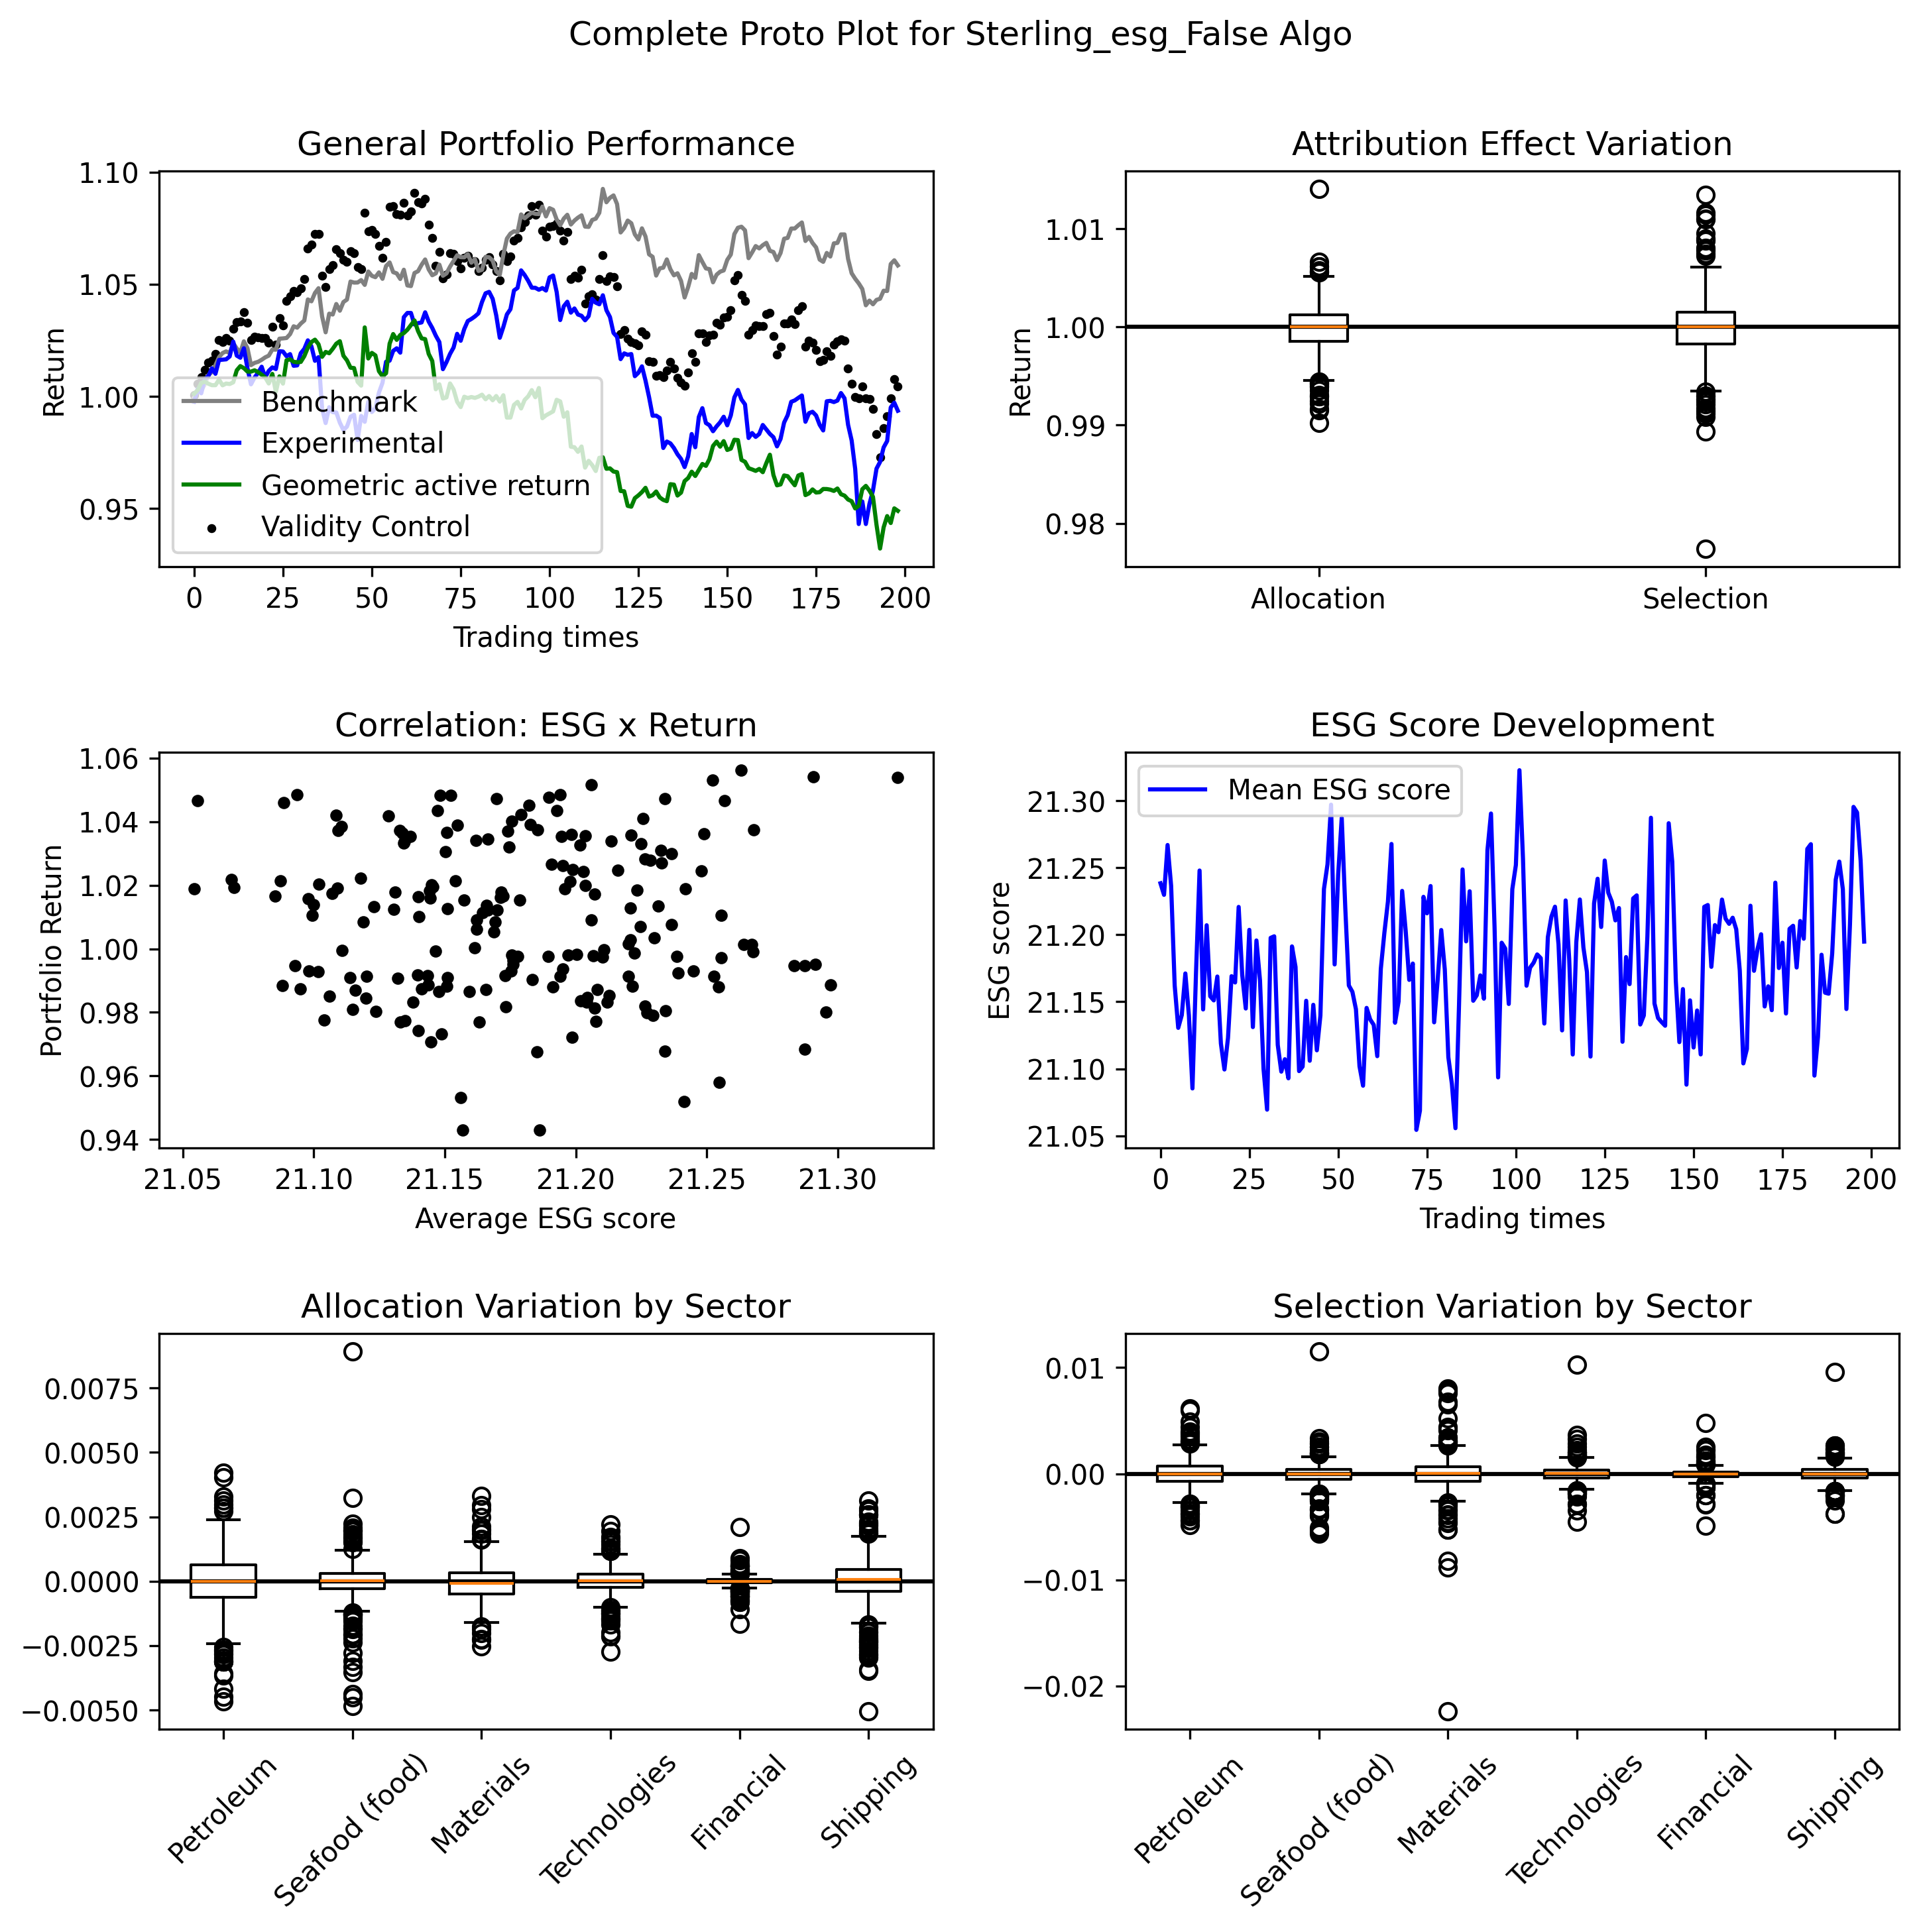 Complete Proto Plot for Sterling_esg_False Algo
General Portfolio Performance
Return
1.10
1.05
1.00
0.95
Benchmark
Experimental
Geometric active return
Validity Control
0 25 50 75 100 125 150 175 200
Trading times
Attribution Effect Variation
Return
1.01
1.00
0.99
0.98
Allocation Selection
Correlation: ESG x Return
Portfolio Return
1.06
1.04
1.02
1.00
0.98
0.96
0.94
21.05 21.10 21.15 21.20 21.25 21.30
Average ESG score
ESG Score Development
ESG score
21.30
21.25
21.20
21.15
21.10
21.05
Mean ESG score
0 25 50 75 100 125 150 175 200
Trading times
Allocation Variation by Sector
0.0075
0.0050
0.0025
0.0000
−0.0025
−0.0050
Petroleum
Seafood (food)
Materials
Technologies
Financial
Shipping
Selection Variation by Sector
0.01
0.00
−0.01
−0.02
Petroleum
Seafood (food)
Materials
Technologies
Financial
Shipping